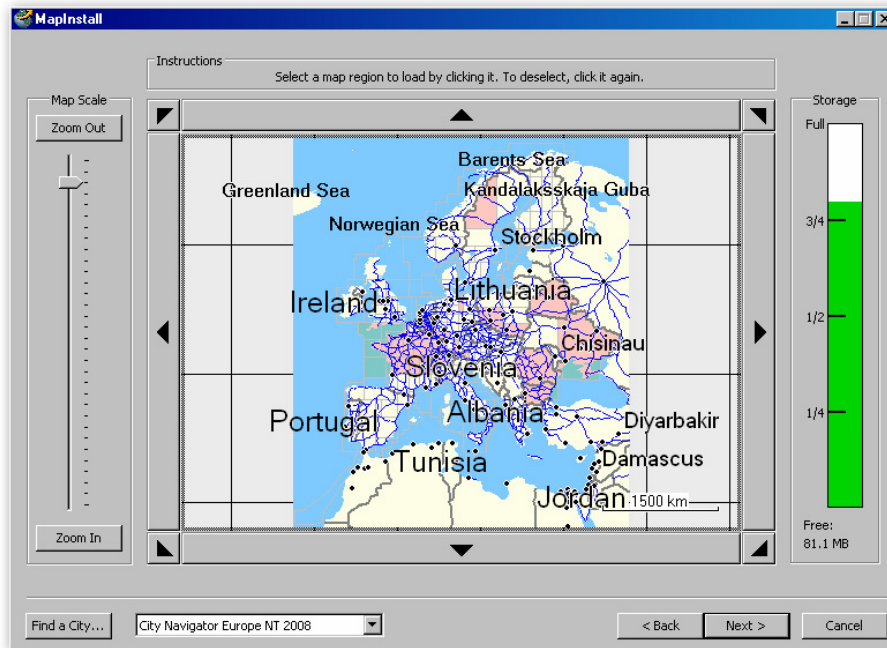 MapInstall
Instructions
Select a map region to load by clicking it. To deselect, click it again.
Map Scale
Zoom Out
Zoom In
Barents Sea
Greenland Sea
Kandalaksskaja Guba
Norwegian Sea
Stockholm
Ireland
Lithuania
Chisinau
Slovenia
Portugal
Albania
Diyarbakir
Tunisia
Damascus
Jordan
1500 km
Storage
Full
3/4
1/2
1/4
Free:
81.1 MB
Find a City...
City Navigator Europe NT 2008
< Back
Next >
Cancel